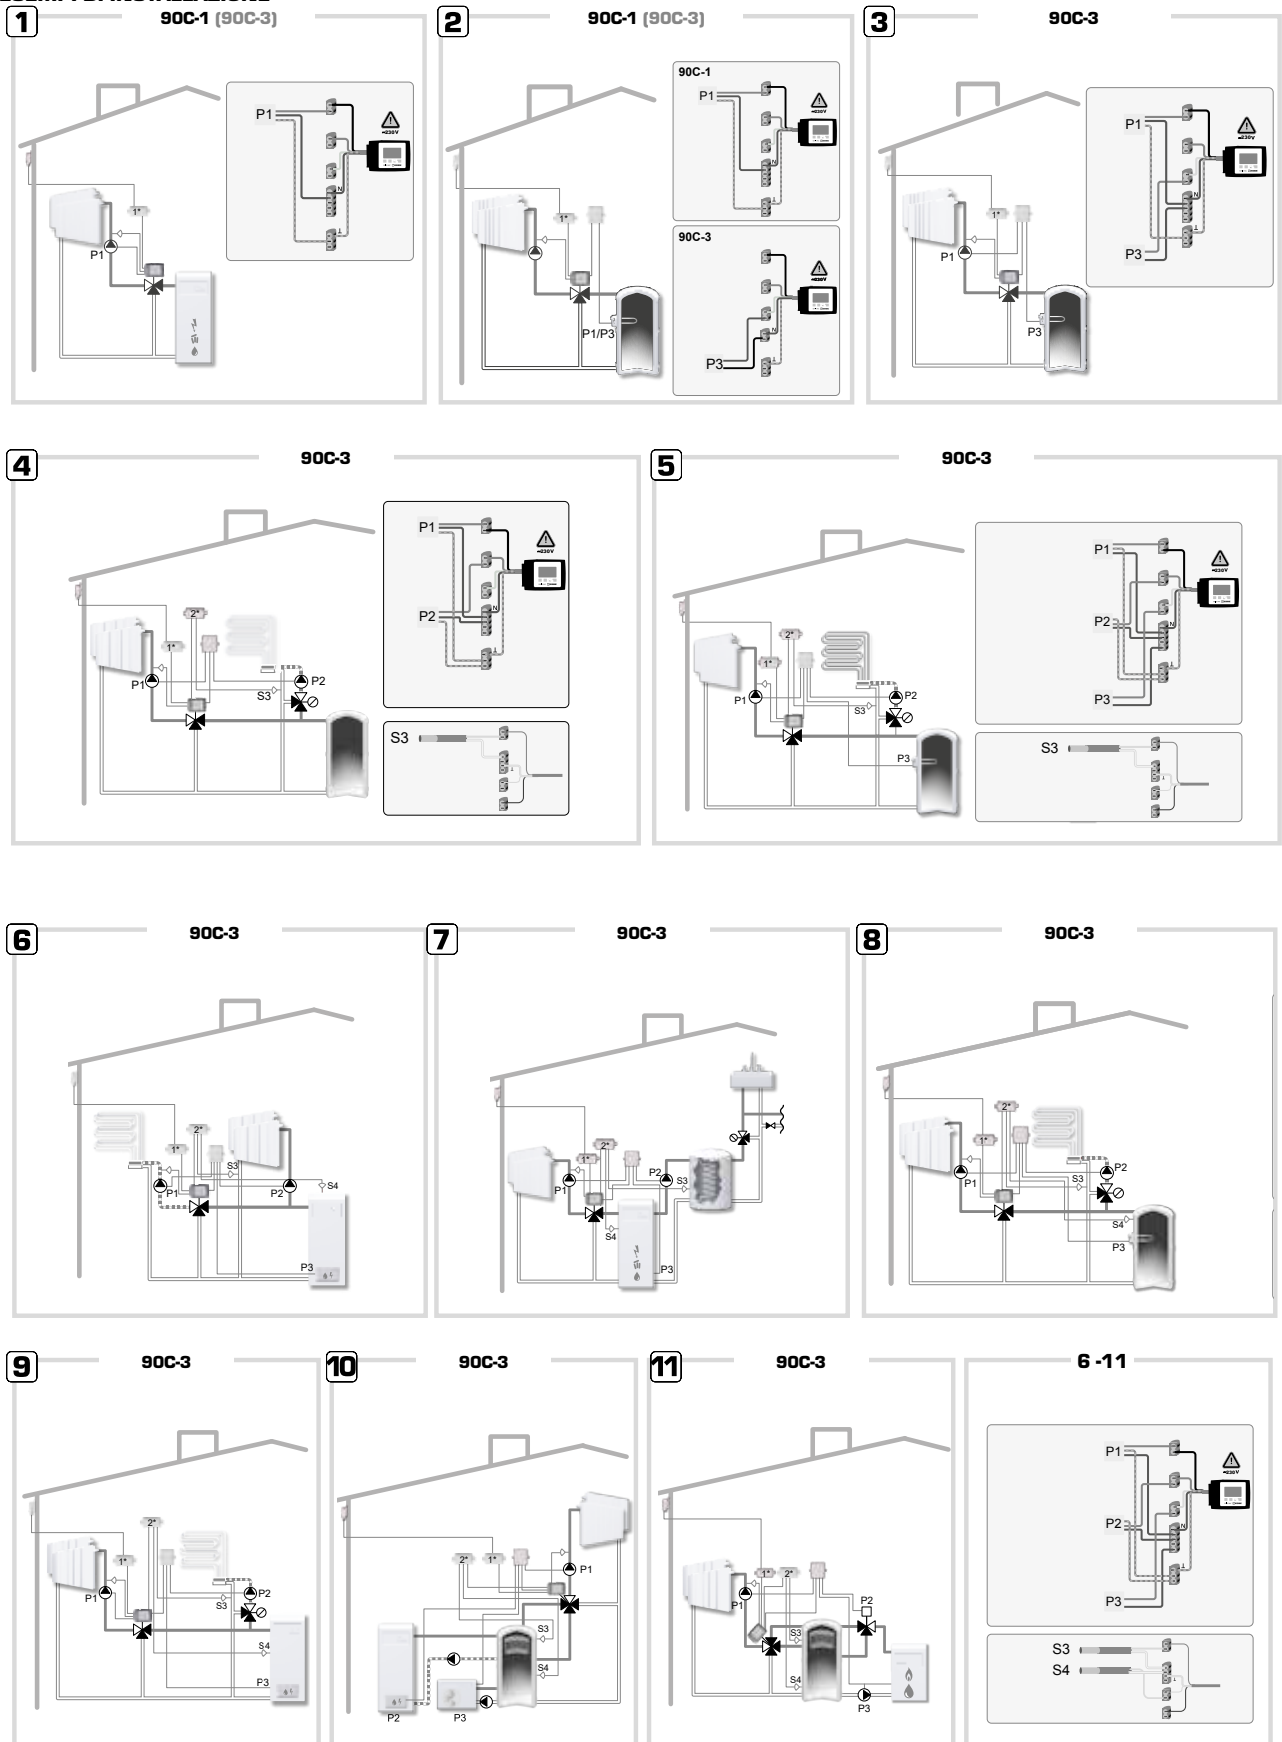 ESEMPI DI INSTALLAZIONE
1
90C-1 (90C-3)
P1
~230V
N
1*
P1
2
90C-1 (90C-3)
90C-1
P1
~230V
N
1*
P1/P3
90C-3
~230V
N
P3
3
90C-3
P1
~230V
N
P3
1*
P1
P3
4
90C-3
P1
~230V
N
P2
2*
1*
P1
P2
S3
S3
5
90C-3
P1
~230V
P2
N
P3
2*
1*
P1
P2
S3
P3
S3
6
90C-3
2*
1*
S3
P1
P2
S4
P3
7
90C-3
2*
1*
P1
P2
S3
S4
P3
8
90C-3
2*
1*
P1
P2
S3
S4
P3
9
90C-3
2*
1*
P1
P2
S3
S4
P3
10
90C-3
2*
1*
P1
S3
S4
P2
P3
11
90C-3
1*
2*
P1
P2
S3
S4
P3
6 -11
P1
~230V
P2
N
P3
S3
S4